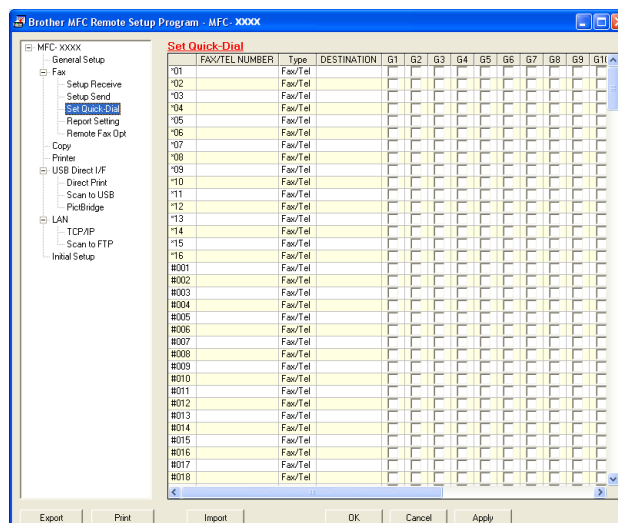 Brother MFC Remote Setup Program - MFC- XXXX
MFC- XXXX
General Setup
Fax
Setup Receive
Setup Send
Set Quick-Dial
Report Setting
Remote Fax Opt
Copy
Printer
USB Direct I/F
Direct Print
Scan to USB
PictBridge
LAN
TCP/IP
Scan to FTP
Initial Setup
Set Quick-Dial
FAX/TEL NUMBER Type DESTINATION G1 G2 G3 G4 G5 G6 G7 G8 G9 G10
*01 Fax/Tel
*02 Fax/Tel
*03 Fax/Tel
*04 Fax/Tel
*05 Fax/Tel
*06 Fax/Tel
*07 Fax/Tel
*08 Fax/Tel
*09 Fax/Tel
*10 Fax/Tel
*11 Fax/Tel
*12 Fax/Tel
*13 Fax/Tel
*14 Fax/Tel
*15 Fax/Tel
*16 Fax/Tel
#001 Fax/Tel
#002 Fax/Tel
#003 Fax/Tel
#004 Fax/Tel
#005 Fax/Tel
#006 Fax/Tel
#007 Fax/Tel
#008 Fax/Tel
#009 Fax/Tel
#010 Fax/Tel
#011 Fax/Tel
#012 Fax/Tel
#013 Fax/Tel
#014 Fax/Tel
#015 Fax/Tel
#016 Fax/Tel
#017 Fax/Tel
#018 Fax/Tel
Export Print Import OK Cancel Apply